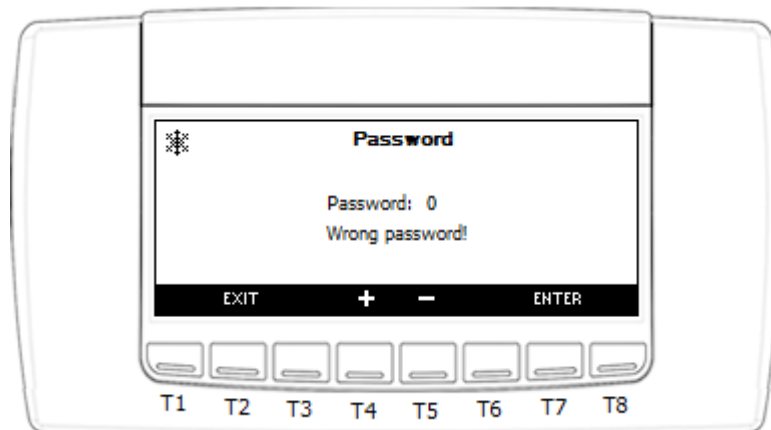 Password
Password: 0
Wrong password!
EXIT + − ENTER
T1 T2 T3 T4 T5 T6 T7 T8